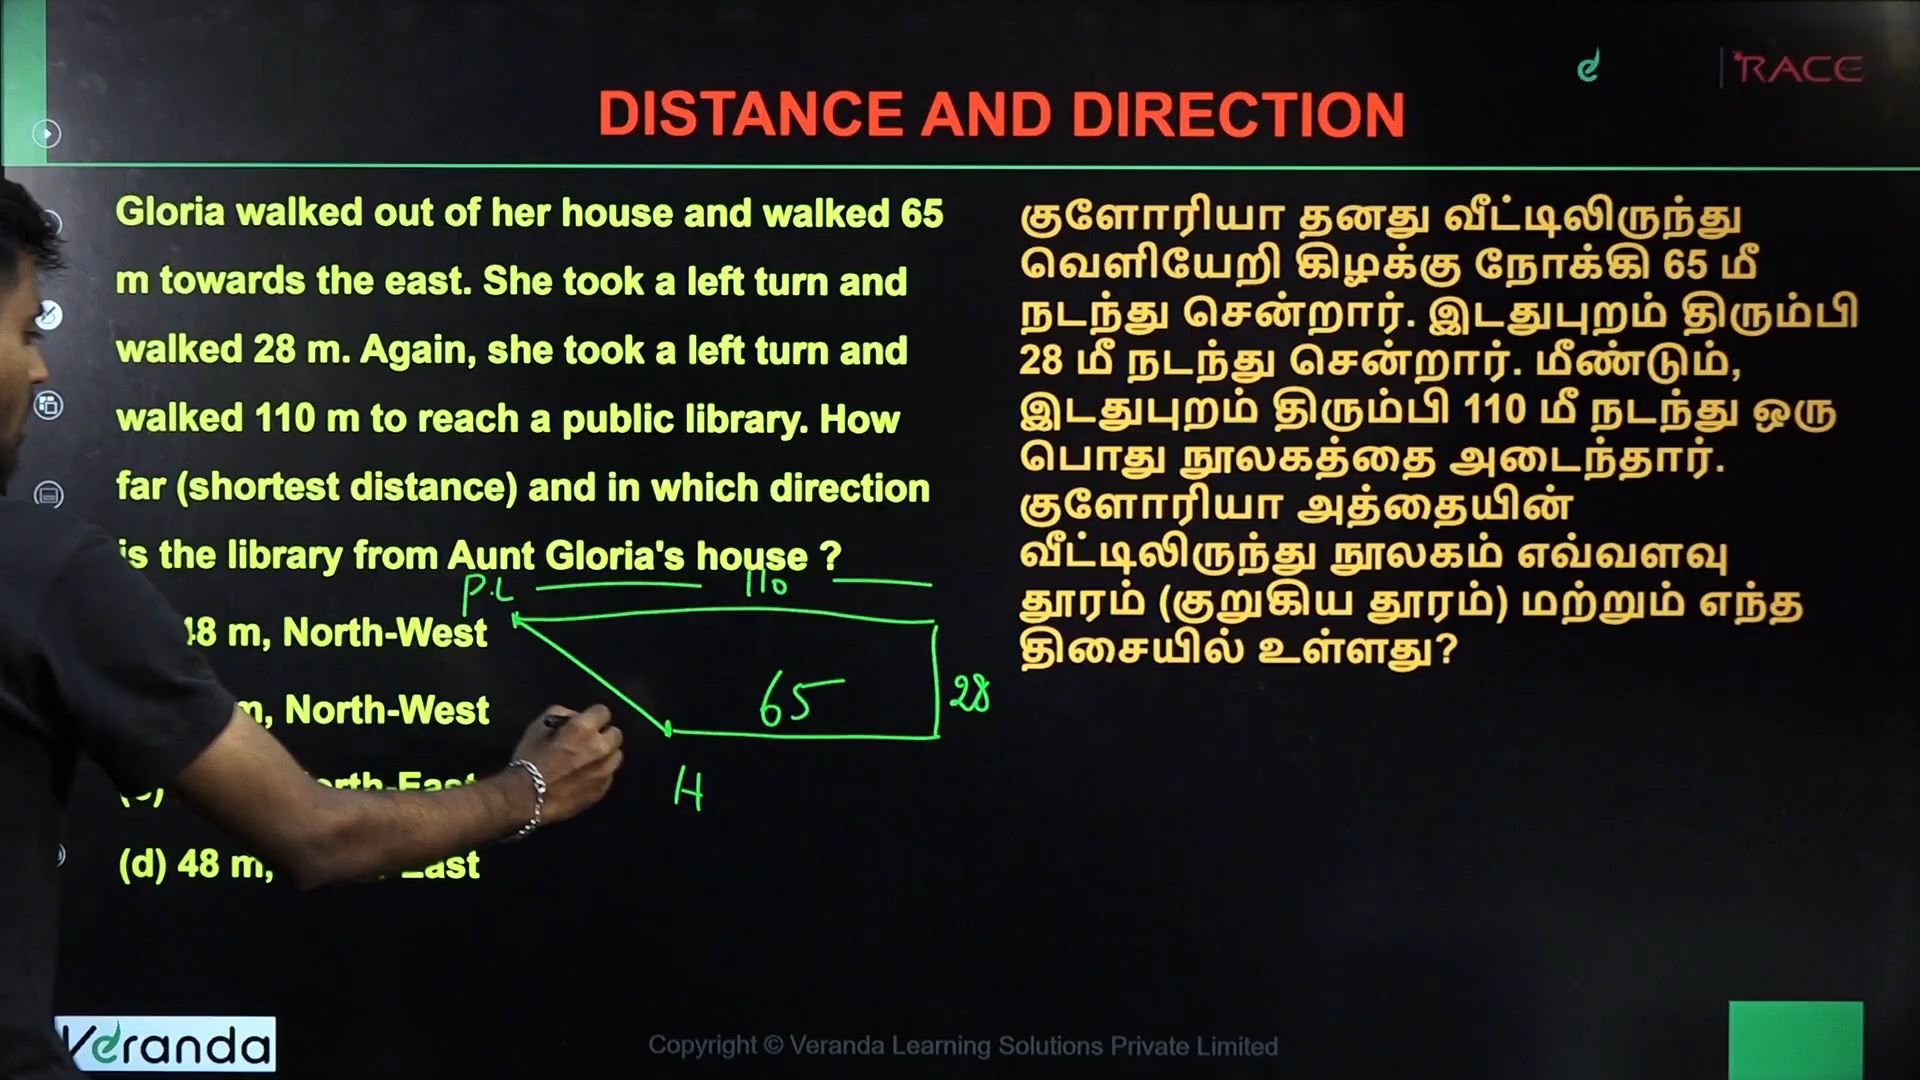 RACE
DISTANCE AND DIRECTION
Gloria walked out of her house and walked 65
m towards the east. She took a left turn and
walked 28 m. Again, she took a left turn and
walked 110 m to reach a public library. How
far (shortest distance) and in which direction
is the library from Aunt Gloria's house ?
48 m, North-West
m, North-West
(d) 48 m,
குளோரியா தனது வீட்டிலிருந்து
வெளியேறி கிழக்கு நோக்கி 65 மீ
நடந்து சென்றார். இடதுபுறம் திரும்பி
28 மீ நடந்து சென்றார். மீண்டும்,
இடதுபுறம் திரும்பி 110 மீ நடந்து ஒரு
பொது நூலகத்தை அடைந்தார்.
குளோரியா அத்தையின்
வீட்டிலிருந்து நூலகம் எவ்வளவு
தூரம் (குறுகிய தூரம்) மற்றும் எந்த
திசையில் உள்ளது?
P.L 110
65
28
H
Veranda
Copyright © Veranda Learning Solutions Private Limited